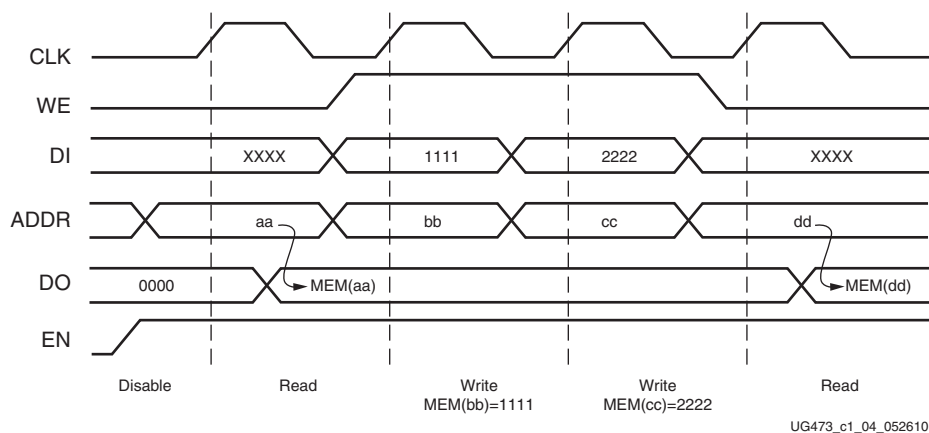 CLK
WE
DI XXXX 1111 2222 XXXX
ADDR aa bb cc dd
DO 0000 MEM(aa) MEM(dd)
EN
Disable Read Write Write Read
MEM(bb)=1111 MEM(cc)=2222
UG473_c1_04_052610